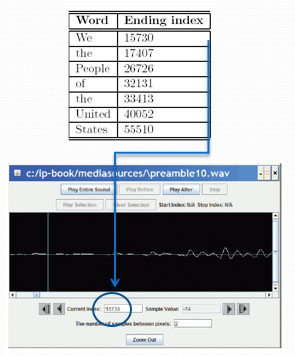 Word Ending index
We 15730
the 17407
People 26726
of 32131
the 33413
United 40052
States 55510
c:/ip-book/mediasources/\preamble10.wav
Play Entire Sound Play Before Play After Stop
Play Selection Clear Selection Start Index: N/A Stop Index: N/A
Current Index: 15730 Sample Value: -74
The number of samples between pixels: 2
Zoom Out